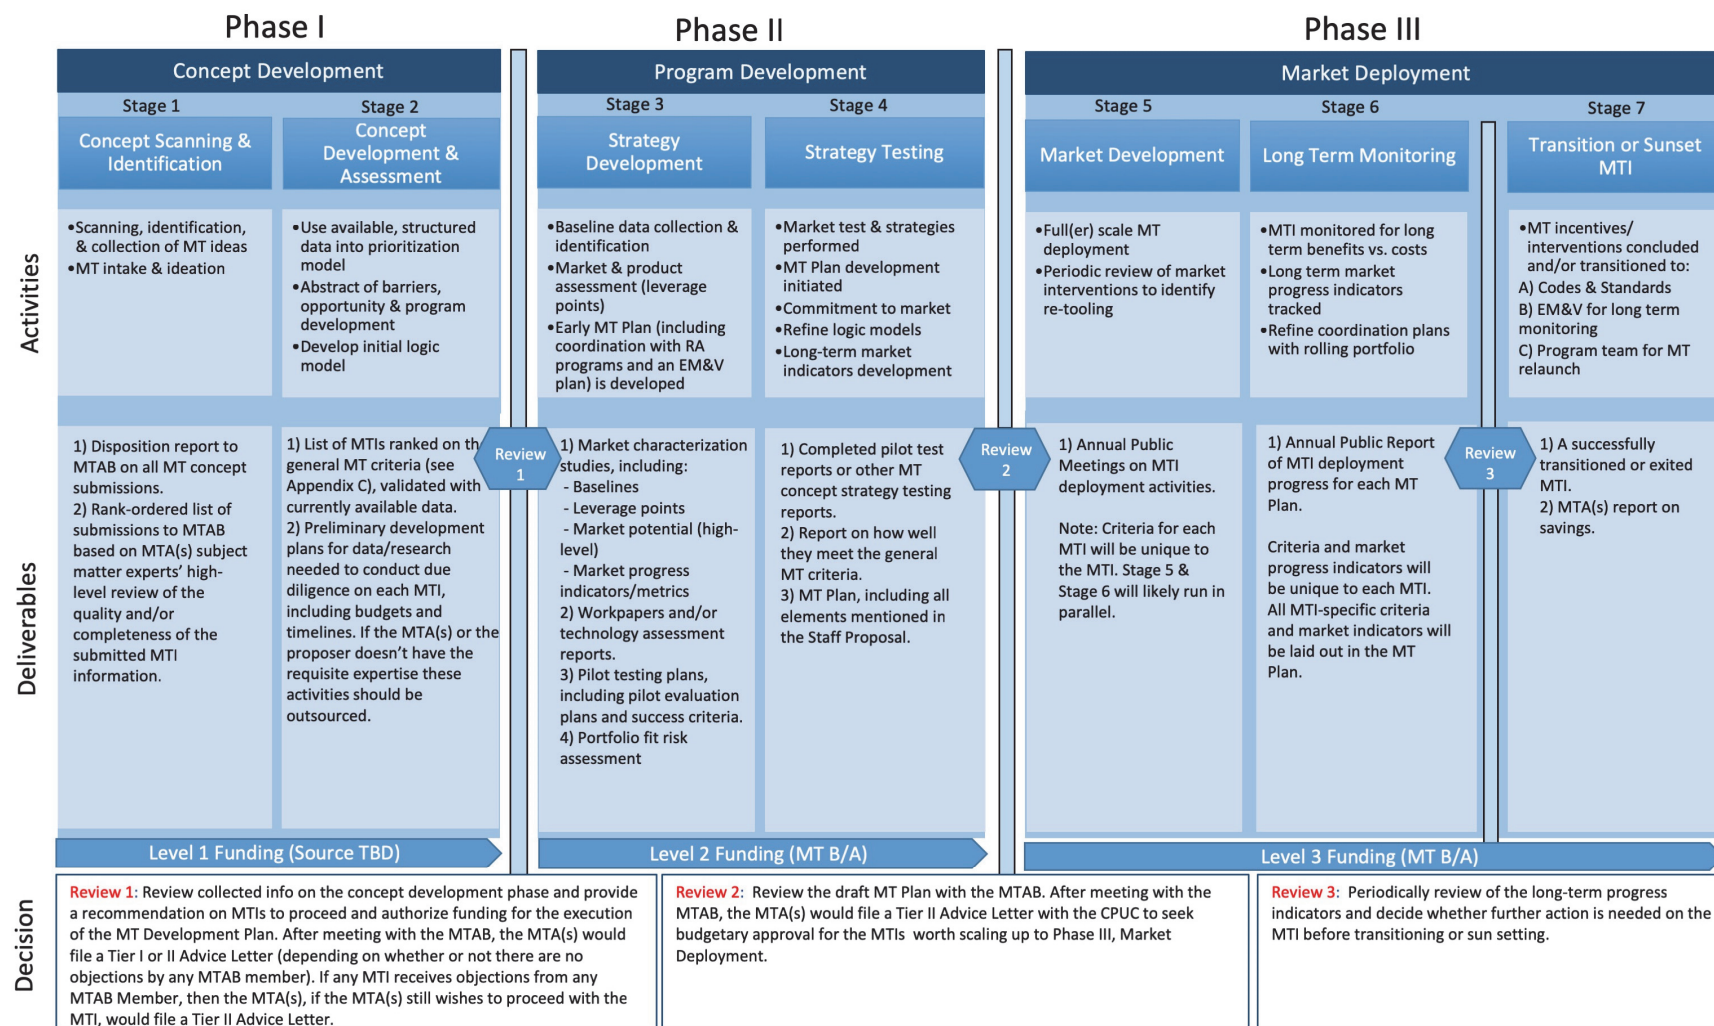 Phase I
Phase II
Phase III
Concept Development
Program Development
Market Deployment
Stage 1
Stage 2
Stage 3
Stage 4
Stage 5
Stage 6
Stage 7
Concept Scanning &
Identification
Concept
Development &
Assessment
Strategy
Development
Strategy Testing
Market Development
Long Term Monitoring
Transition or Sunset
MTI
Activities
•Scanning, identification,
& collection of MT ideas
•MT intake & ideation
•Use available, structured
data into prioritization
model
•Abstract of barriers,
opportunity & program
development
•Develop initial logic
model
•Baseline data collection &
identification
•Market & product
assessment (leverage
points)
•Early MT Plan (including
coordination with RA
programs and an EM&V
plan) is developed
•Market test & strategies
performed
•MT Plan development
initiated
•Commitment to market
•Refine logic models
•Long-term market
indicators development
•Full(er) scale MT
deployment
•Periodic review of market
interventions to identify
re-tooling
•MTI monitored for long
term benefits vs. costs
•Long term market
progress indicators
tracked
•Refine coordination plans
with rolling portfolio
•MT incentives/
interventions concluded
and/or transitioned to:
A) Codes & Standards
B) EM&V for long term
monitoring
C) Program team for MT
relaunch
Deliverables
1) Disposition report to
MTAB on all MT concept
submissions.
2) Rank-ordered list of
submissions to MTAB
based on MTA(s) subject
matter experts’ high-
level review of the
quality and/or
completeness of the
submitted MTI
information.
1) List of MTIs ranked on th
general MT criteria (see
Appendix C), validated with
currently available data.
2) Preliminary development
plans for data/research
needed to conduct due
diligence on each MTI,
including budgets and
timelines. If the MTA(s) or the
proposer doesn’t have the
requisite expertise these
activities should be
outsourced.
Review
1
1) Market characterization
studies, including:
- Baselines
- Leverage points
- Market potential (high-
level)
- Market progress
indicators/metrics
2) Workpapers and/or
technology assessment
reports.
3) Pilot testing plans,
including pilot evaluation
plans and success criteria.
4) Portfolio fit risk
assessment
1) Completed pilot test
reports or other MT
concept strategy testing
reports.
2) Report on how well
they meet the general
MT criteria.
3) MT Plan, including all
elements mentioned in
the Staff Proposal.
Review
2
1) Annual Public
Meetings on MTI
deployment activities.
Note: Criteria for each
MTI will be unique to
the MTI. Stage 5 &
Stage 6 will likely run in
parallel.
1) Annual Public Report
of MTI deployment
progress for each MT
Plan.
Criteria and market
progress indicators will
be unique to each MTI.
All MTI-specific criteria
and market indicators will
be laid out in the MT
Plan.
Review
3
1) A successfully
transitioned or exited
MTI.
2) MTA(s) report on
savings.
Level 1 Funding (Source TBD)
Level 2 Funding (MT B/A)
Level 3 Funding (MT B/A)
Decision
Review 1: Review collected info on the concept development phase and provide
a recommendation on MTIs to proceed and authorize funding for the execution
of the MT Development Plan. After meeting with the MTAB, the MTA(s) would
file a Tier I or II Advice Letter (depending on whether or not there are no
objections by any MTAB member). If any MTI receives objections from any
MTAB Member, then the MTA(s), if the MTA(s) still wishes to proceed with the
MTI, would file a Tier II Advice Letter.
Review 2: Review the draft MT Plan with the MTAB. After meeting with the
MTAB, the MTA(s) would file a Tier II Advice Letter with the CPUC to seek
budgetary approval for the MTIs worth scaling up to Phase III, Market
Deployment.
Review 3: Periodically review of the long-term progress
indicators and decide whether further action is needed on the
MTI before transitioning or sun setting.